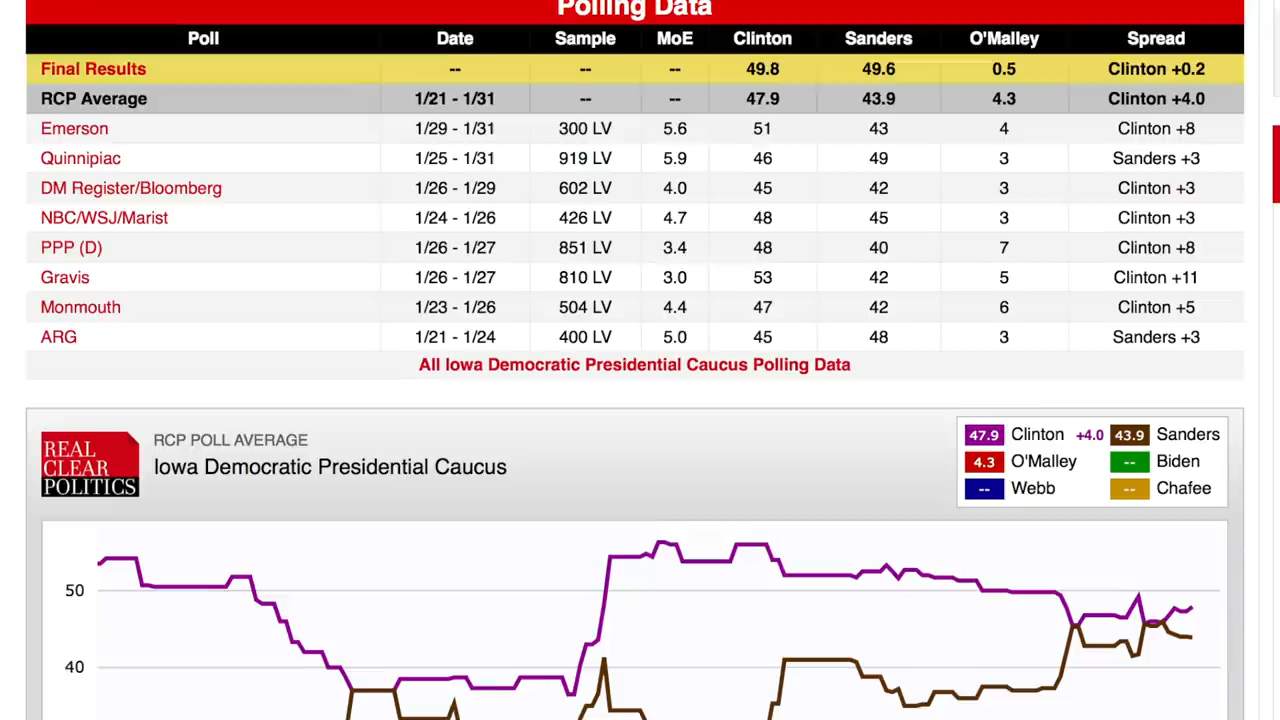 Polling Data
Poll Date Sample MoE Clinton Sanders O'Malley Spread
Final Results -- -- -- 49.8 49.6 0.5 Clinton +0.2
RCP Average 1/21 - 1/31 -- -- 47.9 43.9 4.3 Clinton +4.0
Emerson 1/29 - 1/31 300 LV 5.6 51 43 4 Clinton +8
Quinnipiac 1/25 - 1/31 919 LV 5.9 46 49 3 Sanders +3
DM Register/Bloomberg 1/26 - 1/29 602 LV 4.0 45 42 3 Clinton +3
NBC/WSJ/Marist 1/24 - 1/26 426 LV 4.7 48 45 3 Clinton +3
PPP (D) 1/26 - 1/27 851 LV 3.4 48 40 7 Clinton +8
Gravis 1/26 - 1/27 810 LV 3.0 53 42 5 Clinton +11
Monmouth 1/23 - 1/26 504 LV 4.4 47 42 6 Clinton +5
ARG 1/21 - 1/24 400 LV 5.0 45 48 3 Sanders +3
All Iowa Democratic Presidential Caucus Polling Data
REAL
CLEAR
POLITICS
RCP POLL AVERAGE
Iowa Democratic Presidential Caucus
47.9 Clinton +4.0 43.9 Sanders
4.3 O'Malley -- Biden
-- Webb -- Chafee
50
40